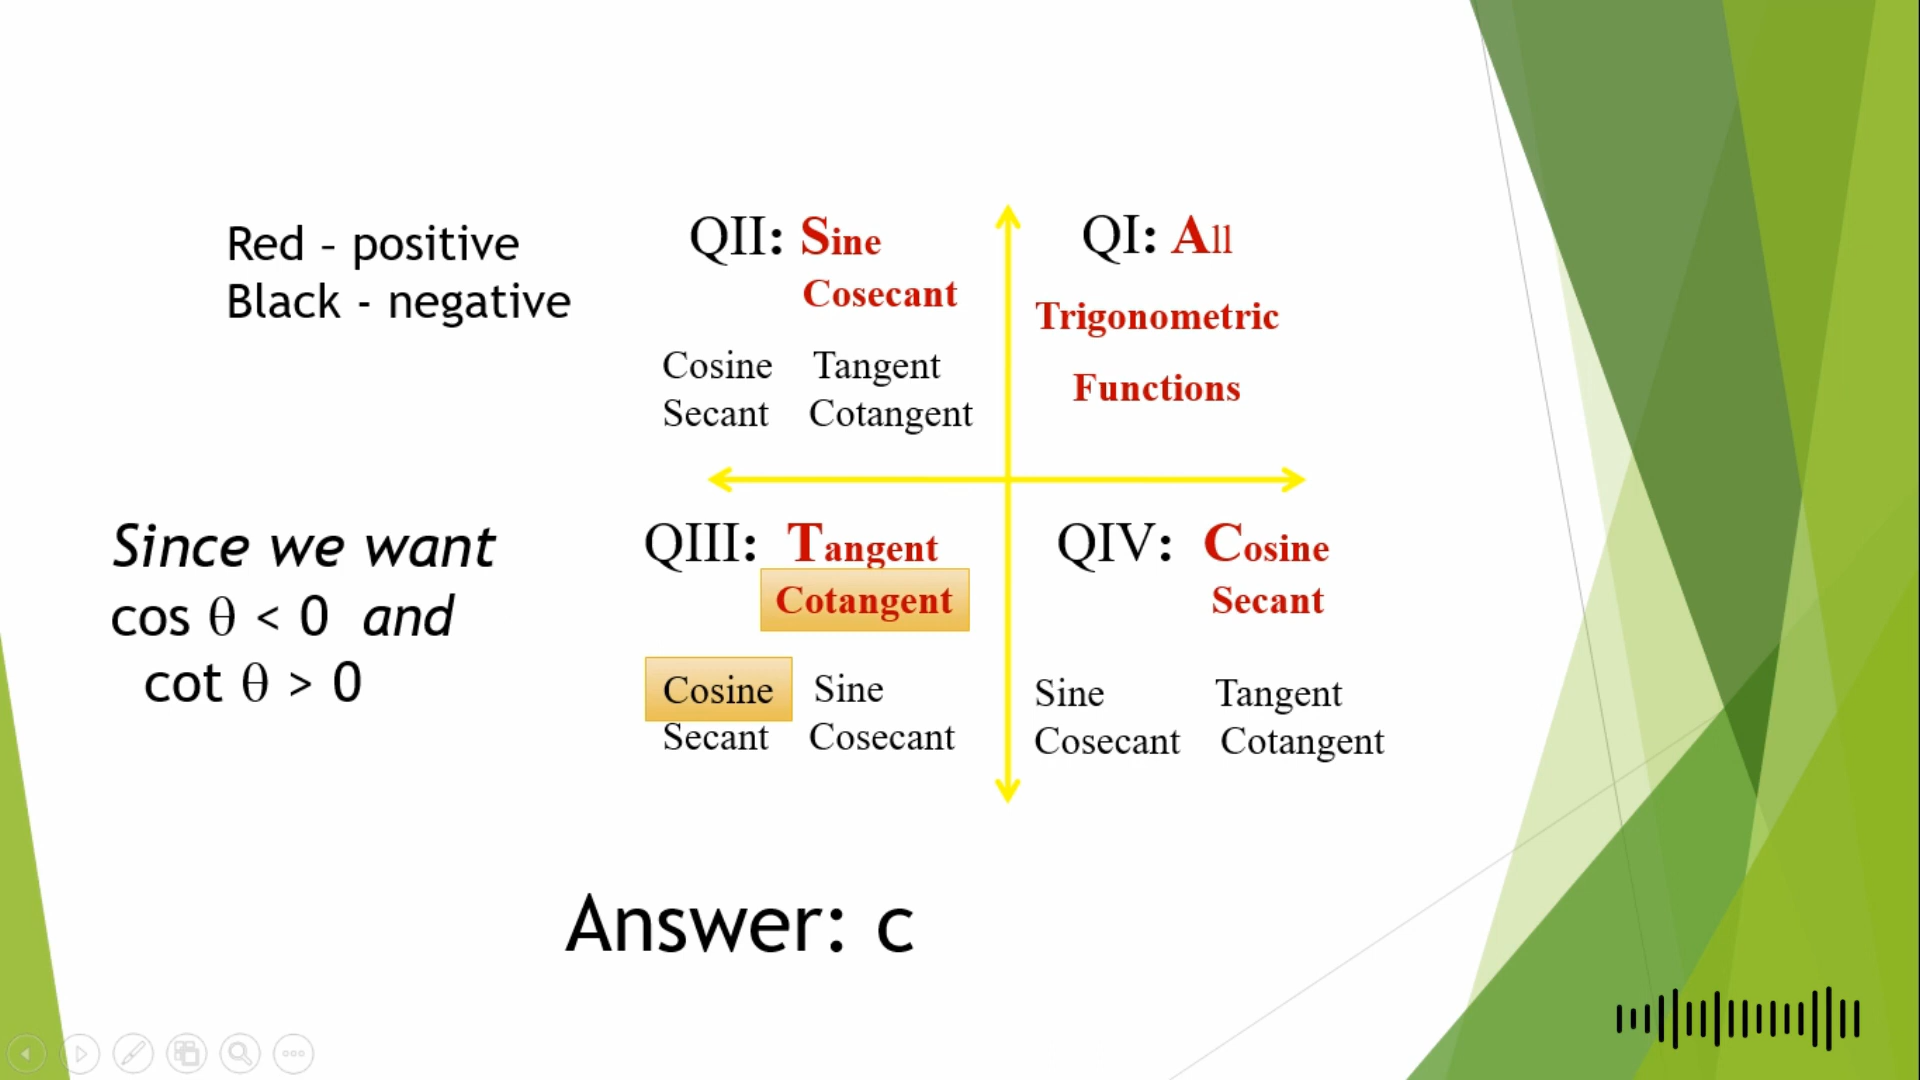 Red – positive
Black - negative
QII: Sine
Cosecant
Cosine Tangent
Secant Cotangent
QI: All
Trigonometric
Functions
Since we want
cos θ < 0 and
cot θ > 0
QIII: Tangent
Cotangent
Cosine Sine
Secant Cosecant
QIV: Cosine
Secant
Sine Tangent
Cosecant Cotangent
Answer: c